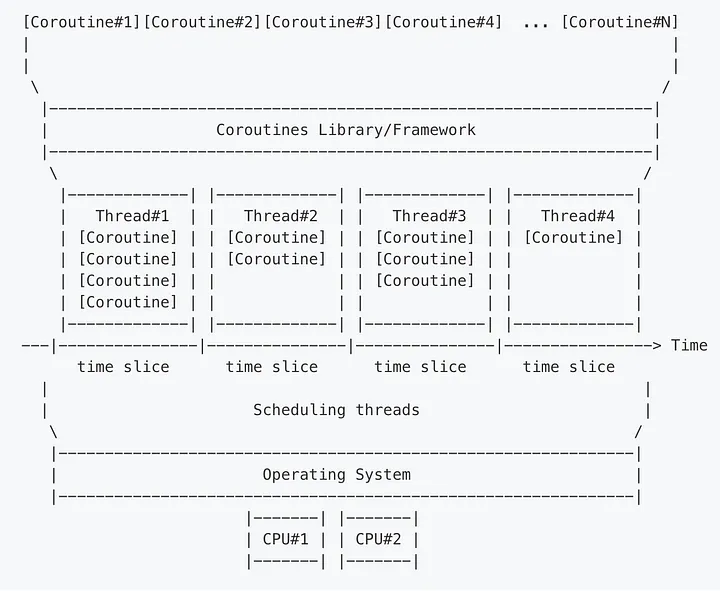 [Coroutine#1][Coroutine#2][Coroutine#3][Coroutine#4] ... [Coroutine#N]
Coroutines Library/Framework
Thread#1 Thread#2 Thread#3 Thread#4
[Coroutine] [Coroutine] [Coroutine] [Coroutine]
[Coroutine] [Coroutine] [Coroutine]
[Coroutine] [Coroutine]
[Coroutine]
Time
time slice time slice time slice time slice
Scheduling threads
Operating System
CPU#1 CPU#2